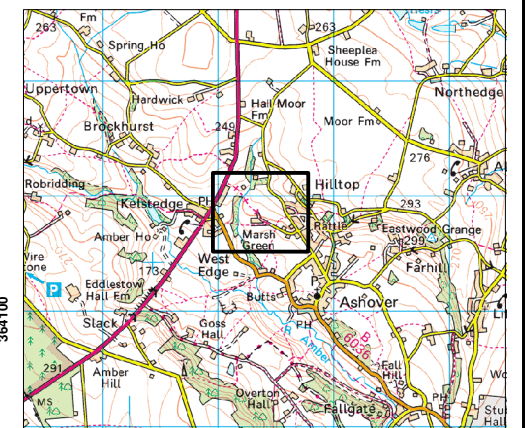 263
Fm
Spring Ho
263
Sheeplea
House Fm
Uppertown
Hardwick
Hall Moor
Fm
Northedge
Brockhurst
249
Moor Fm
276
Robridding
Hilltop
Kelstedge
PH
293
Marsh
Green
Rattle
Eastwood Grange
299
Amber Ho
West
Edge
Farhill
173
Eddlestow
Hall Fm
P
Butts
P
Ashover
364100
Slack
Goss
Hall
PH
R Amber
B
6036
291
Amber
Hill
Fall
Hill
MS
Overton
Hall
Fallgate
PH